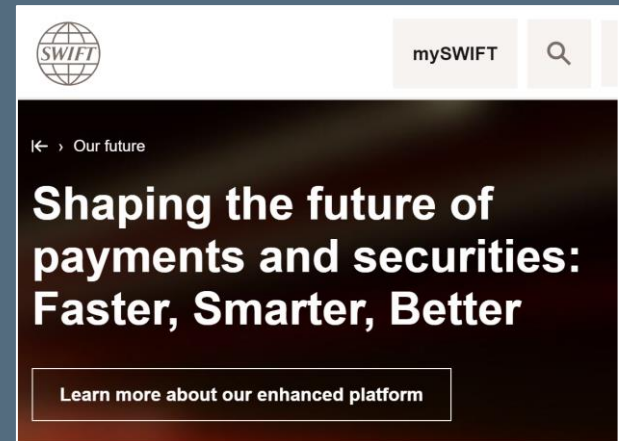 SWIFT
mySWIFT
› Our future
Shaping the future of
payments and securities:
Faster, Smarter, Better
Learn more about our enhanced platform